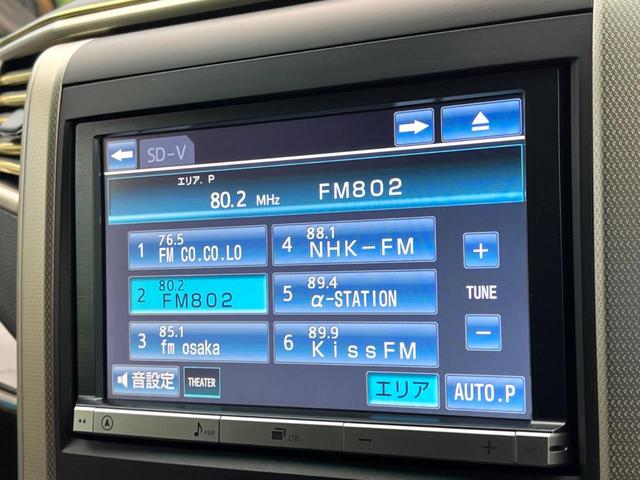 SD-V
エリア. P
80.2 MHz FM802
1 76.5 FM CO.CO.LO
4 88.1 NHK-FM
2 80.2 FM802
5 89.4 α-STATION
3 85.1 fm osaka
6 89.9 KissFM
+
TUNE
−
音設定
THEATER
エリア
AUTO.P
PWR
CTRL
− +